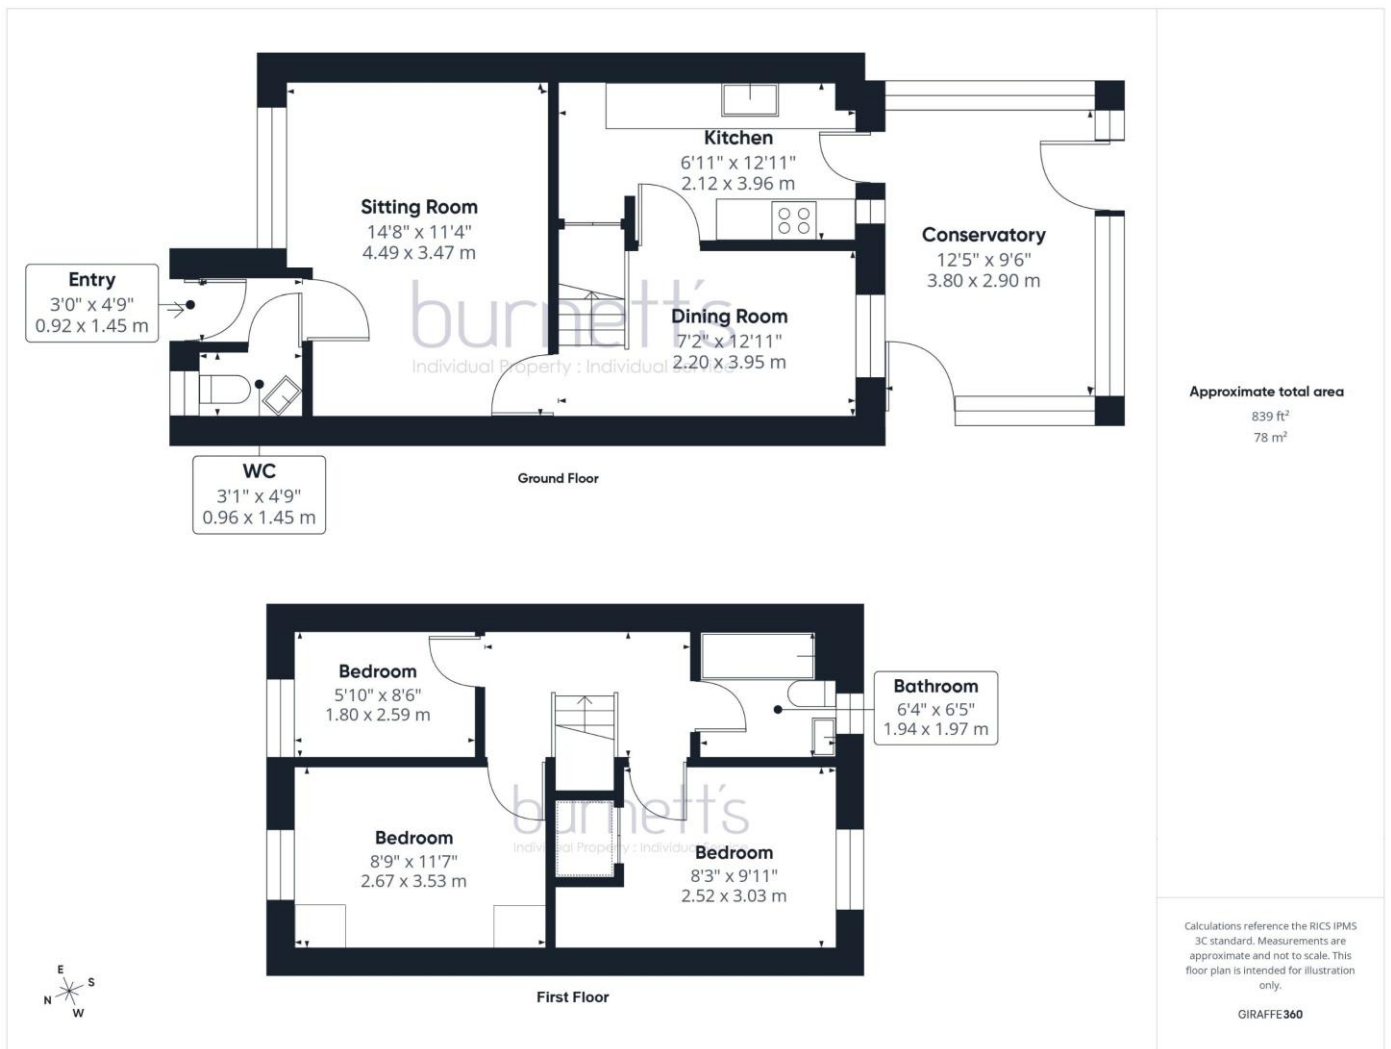 Sitting Room
14'8" x 11'4"
4.49 x 3.47 m
Kitchen
6'11" x 12'11"
2.12 x 3.96 m
Conservatory
12'5" x 9'6"
3.80 x 2.90 m
Entry
3'0" x 4'9"
0.92 x 1.45 m
Dining Room
7'2" x 12'11"
2.20 x 3.95 m
burnett's
Individual Property : Individual Service
WC
3'1" x 4'9"
0.96 x 1.45 m
Ground Floor
Approximate total area
839 ft²
78 m²
Bedroom
5'10" x 8'6"
1.80 x 2.59 m
Bathroom
6'4" x 6'5"
1.94 x 1.97 m
Bedroom
8'9" x 11'7"
2.67 x 3.53 m
burnett's
Individual Property : Individual Service
Bedroom
8'3" x 9'11"
2.52 x 3.03 m
First Floor
E
S
N
W
Calculations reference the RICS IPMS
3C standard. Measurements are
approximate and not to scale. This
floor plan is intended for illustration
only.
GIRAFFE360